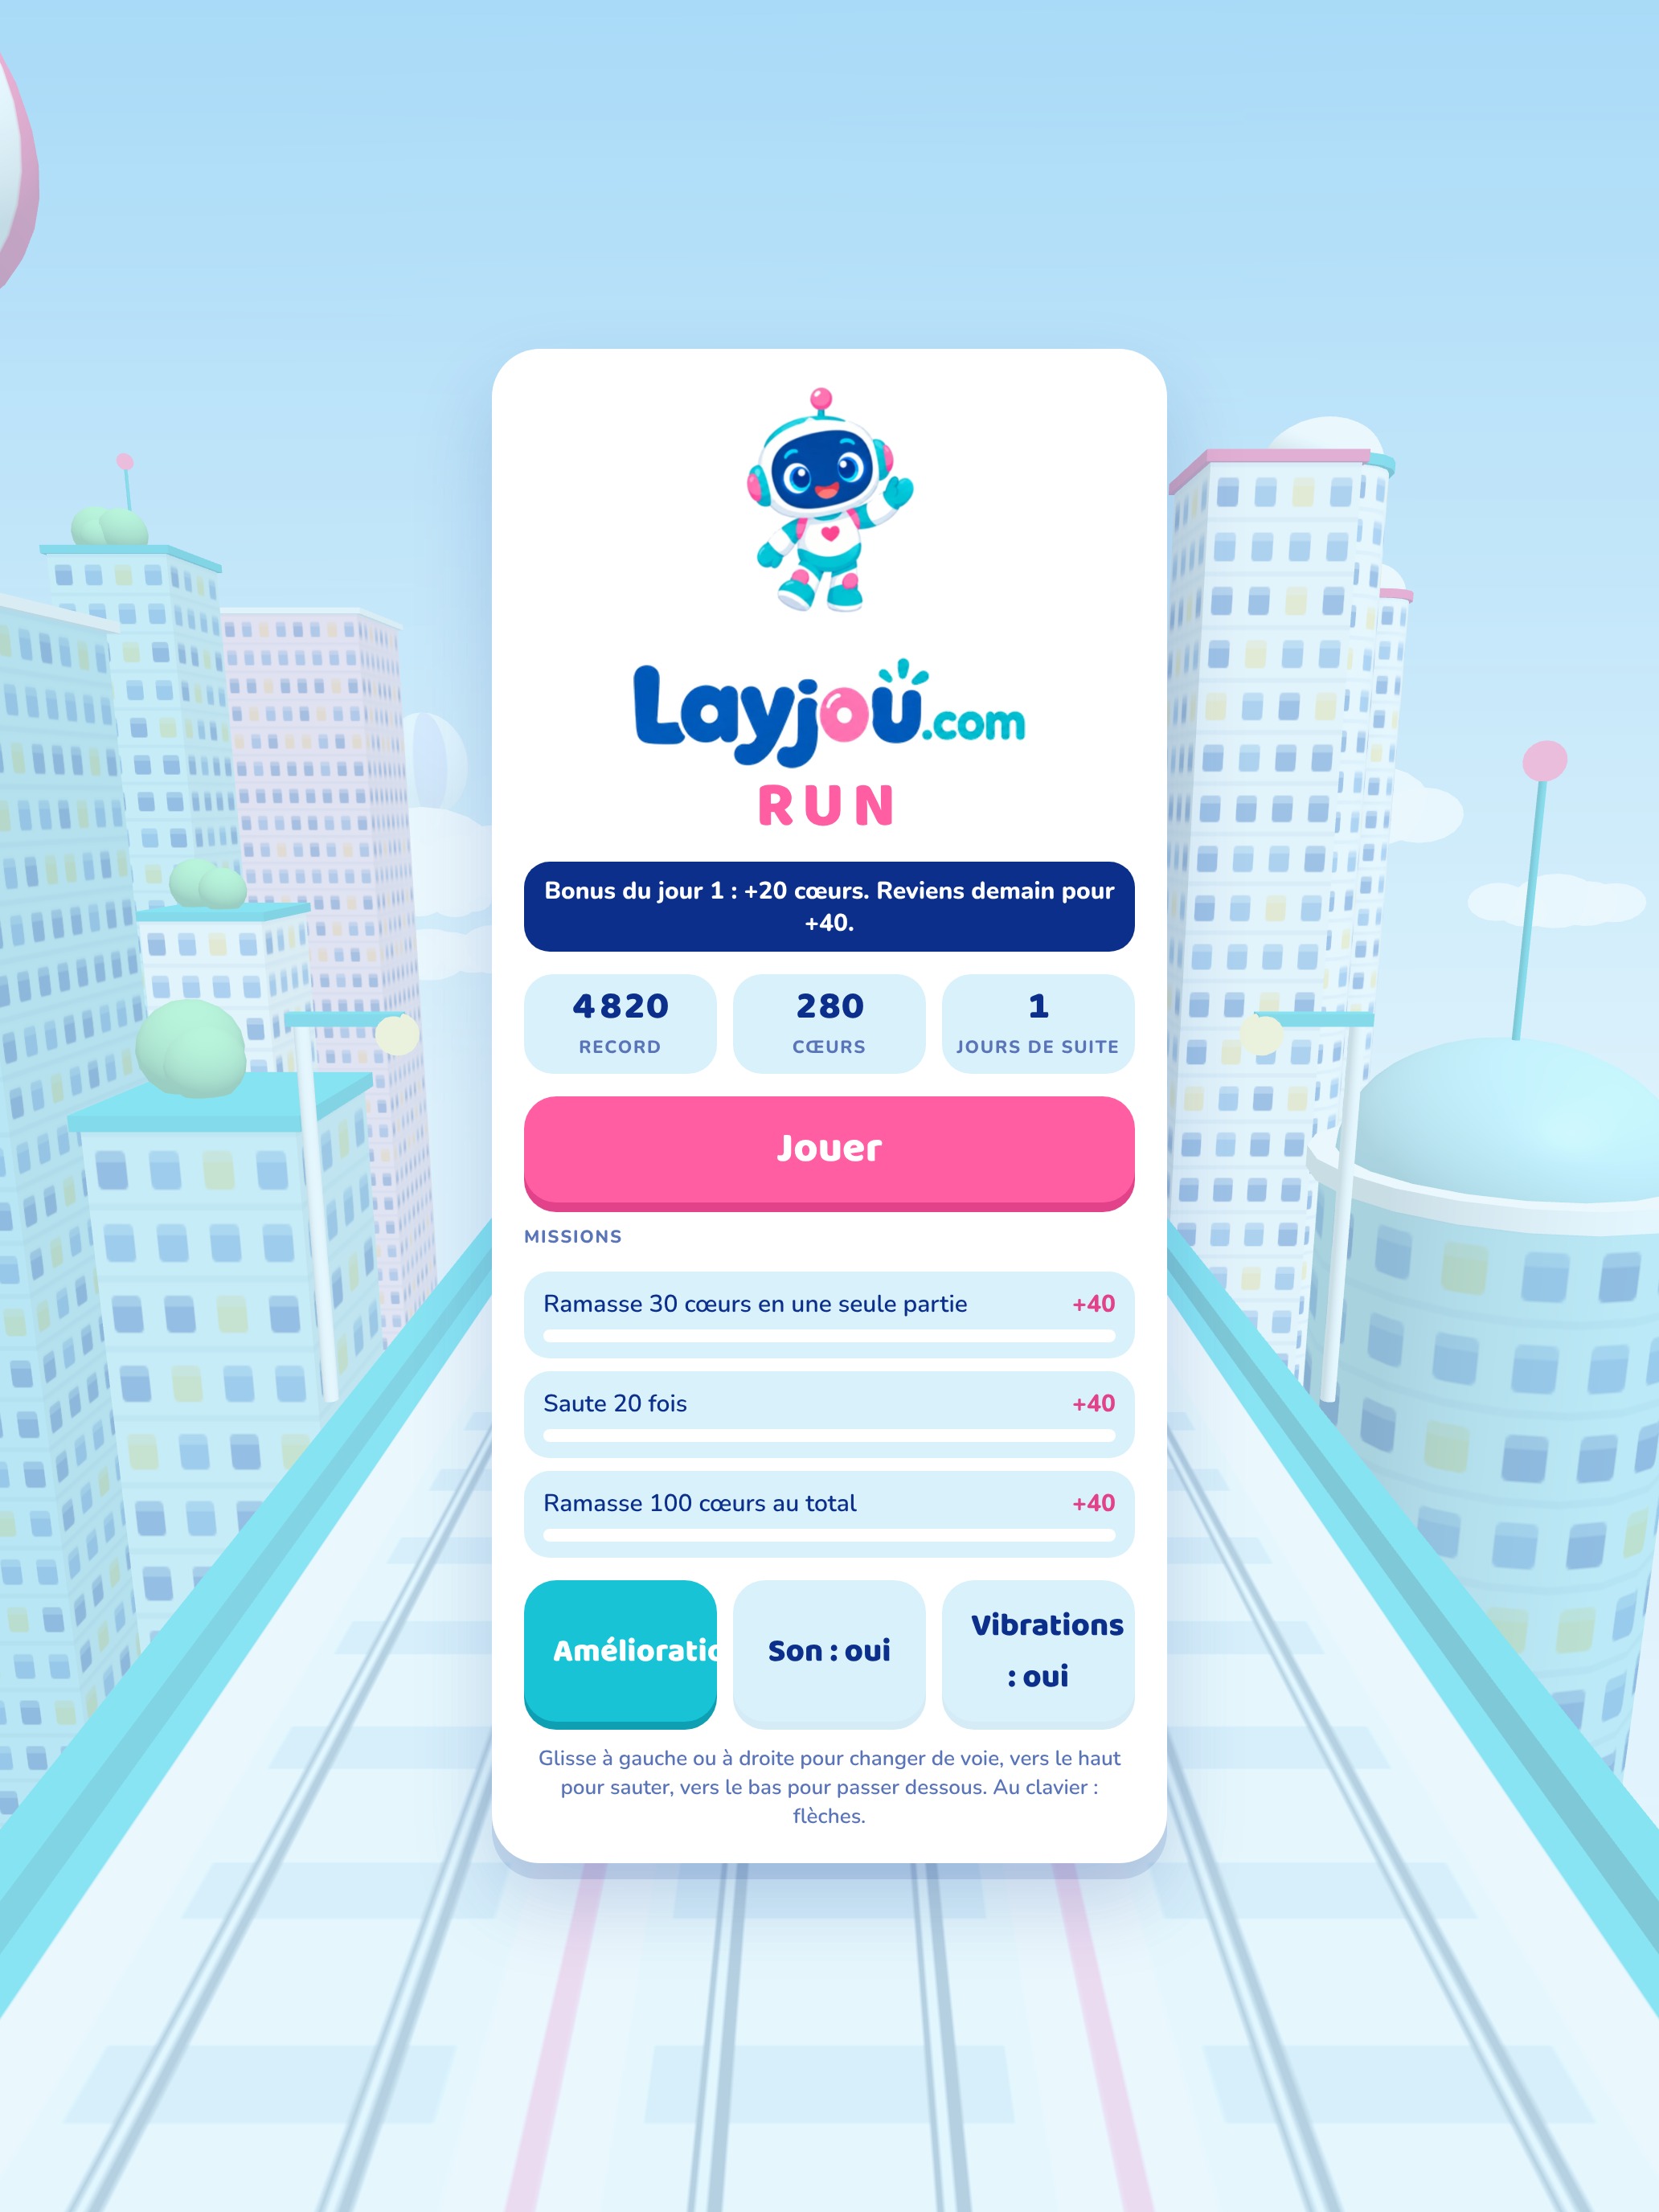 Layjou.com
RUN
Bonus du jour 1 : +20 cœurs. Reviens demain pour
+40.
4820
280
1
RECORD
CŒURS
JOURS DE SUITE
Jouer
MISSIONS
Ramasse 30 cœurs en une seule partie +40
Saute 20 fois +40
Ramasse 100 cœurs au total +40
Amélioratio
Son : oui
Vibrations
: oui
Glisse à gauche ou à droite pour changer de voie, vers le haut
pour sauter, vers le bas pour passer dessous. Au clavier :
flèches.